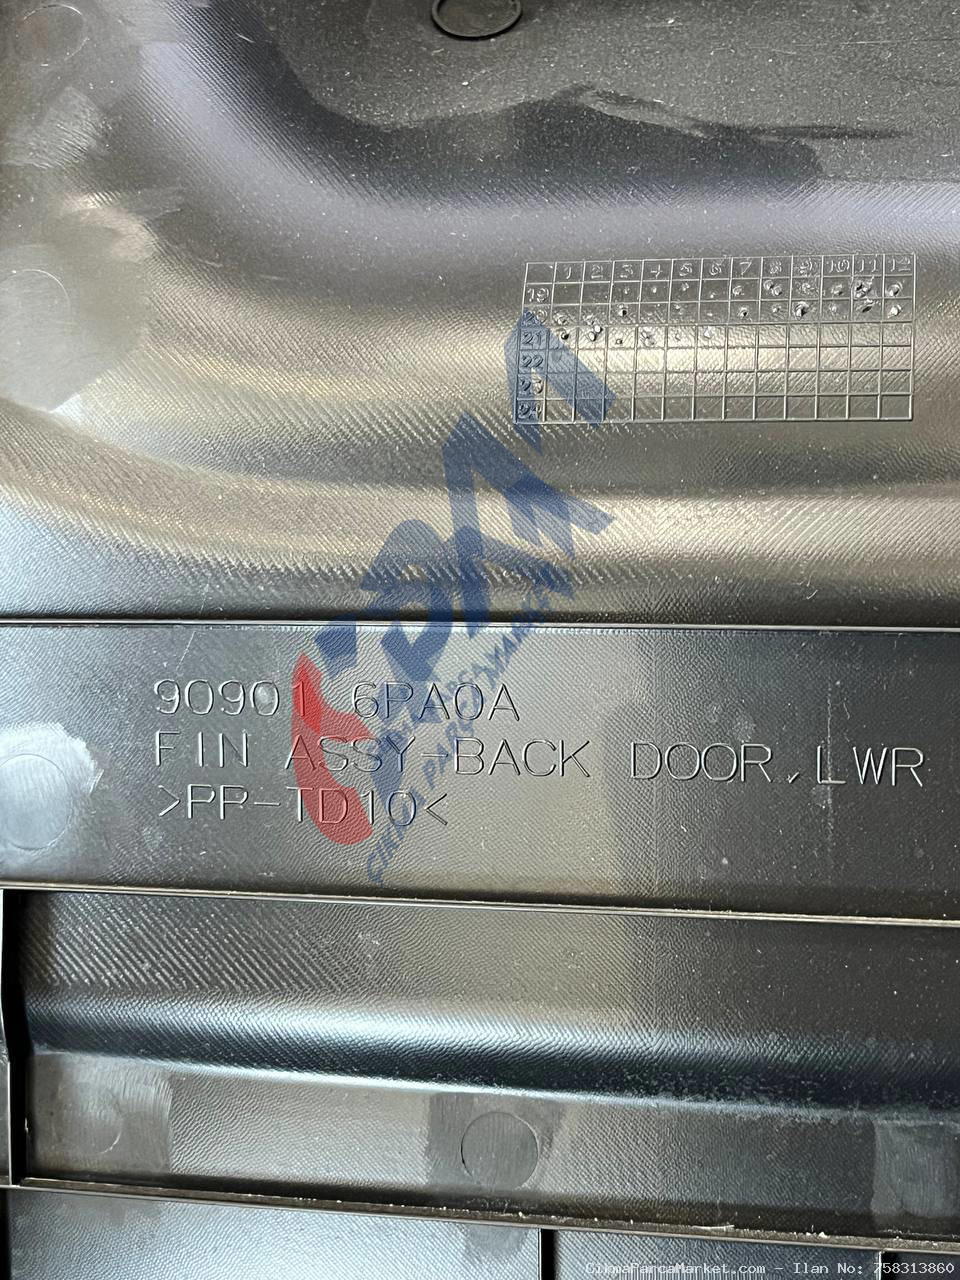 1 2 3 4 5 6 7 8 9 10 11 12
19
20
21
22
23
24
90901 6PA0A
FIN ASSY-BACK DOOR, LWR
>PP-TD10<
CikmaParcaMarket.com - Ilan No: 758313860